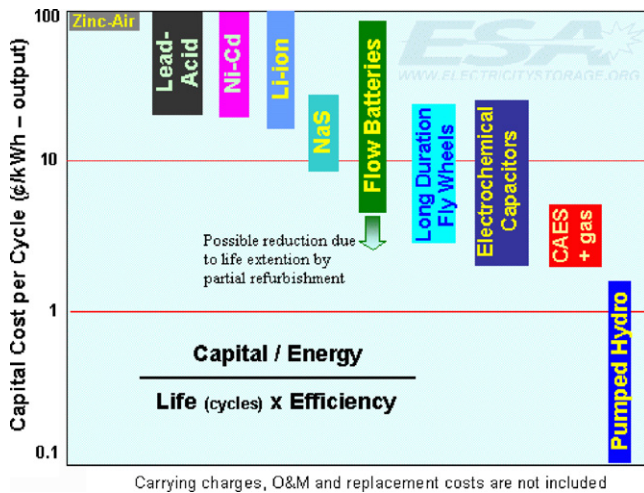 Capital Cost per Cycle (¢/kWh – output)
100
10
1
0.1
Zinc-Air
Lead-
Acid
Ni-Cd
Li-ion
NaS
Flow Batteries
Long Duration
Fly Wheels
Electrochemical
Capacitors
CAES
+ gas
Pumped Hydro
ESA
WWW.ELECTRICITYSTORAGE.ORG
Possible reduction due
to life extention by
partial refurbishment
Capital / Energy
Life (cycles) x Efficiency
Carrying charges, O&M and replacement costs are not included